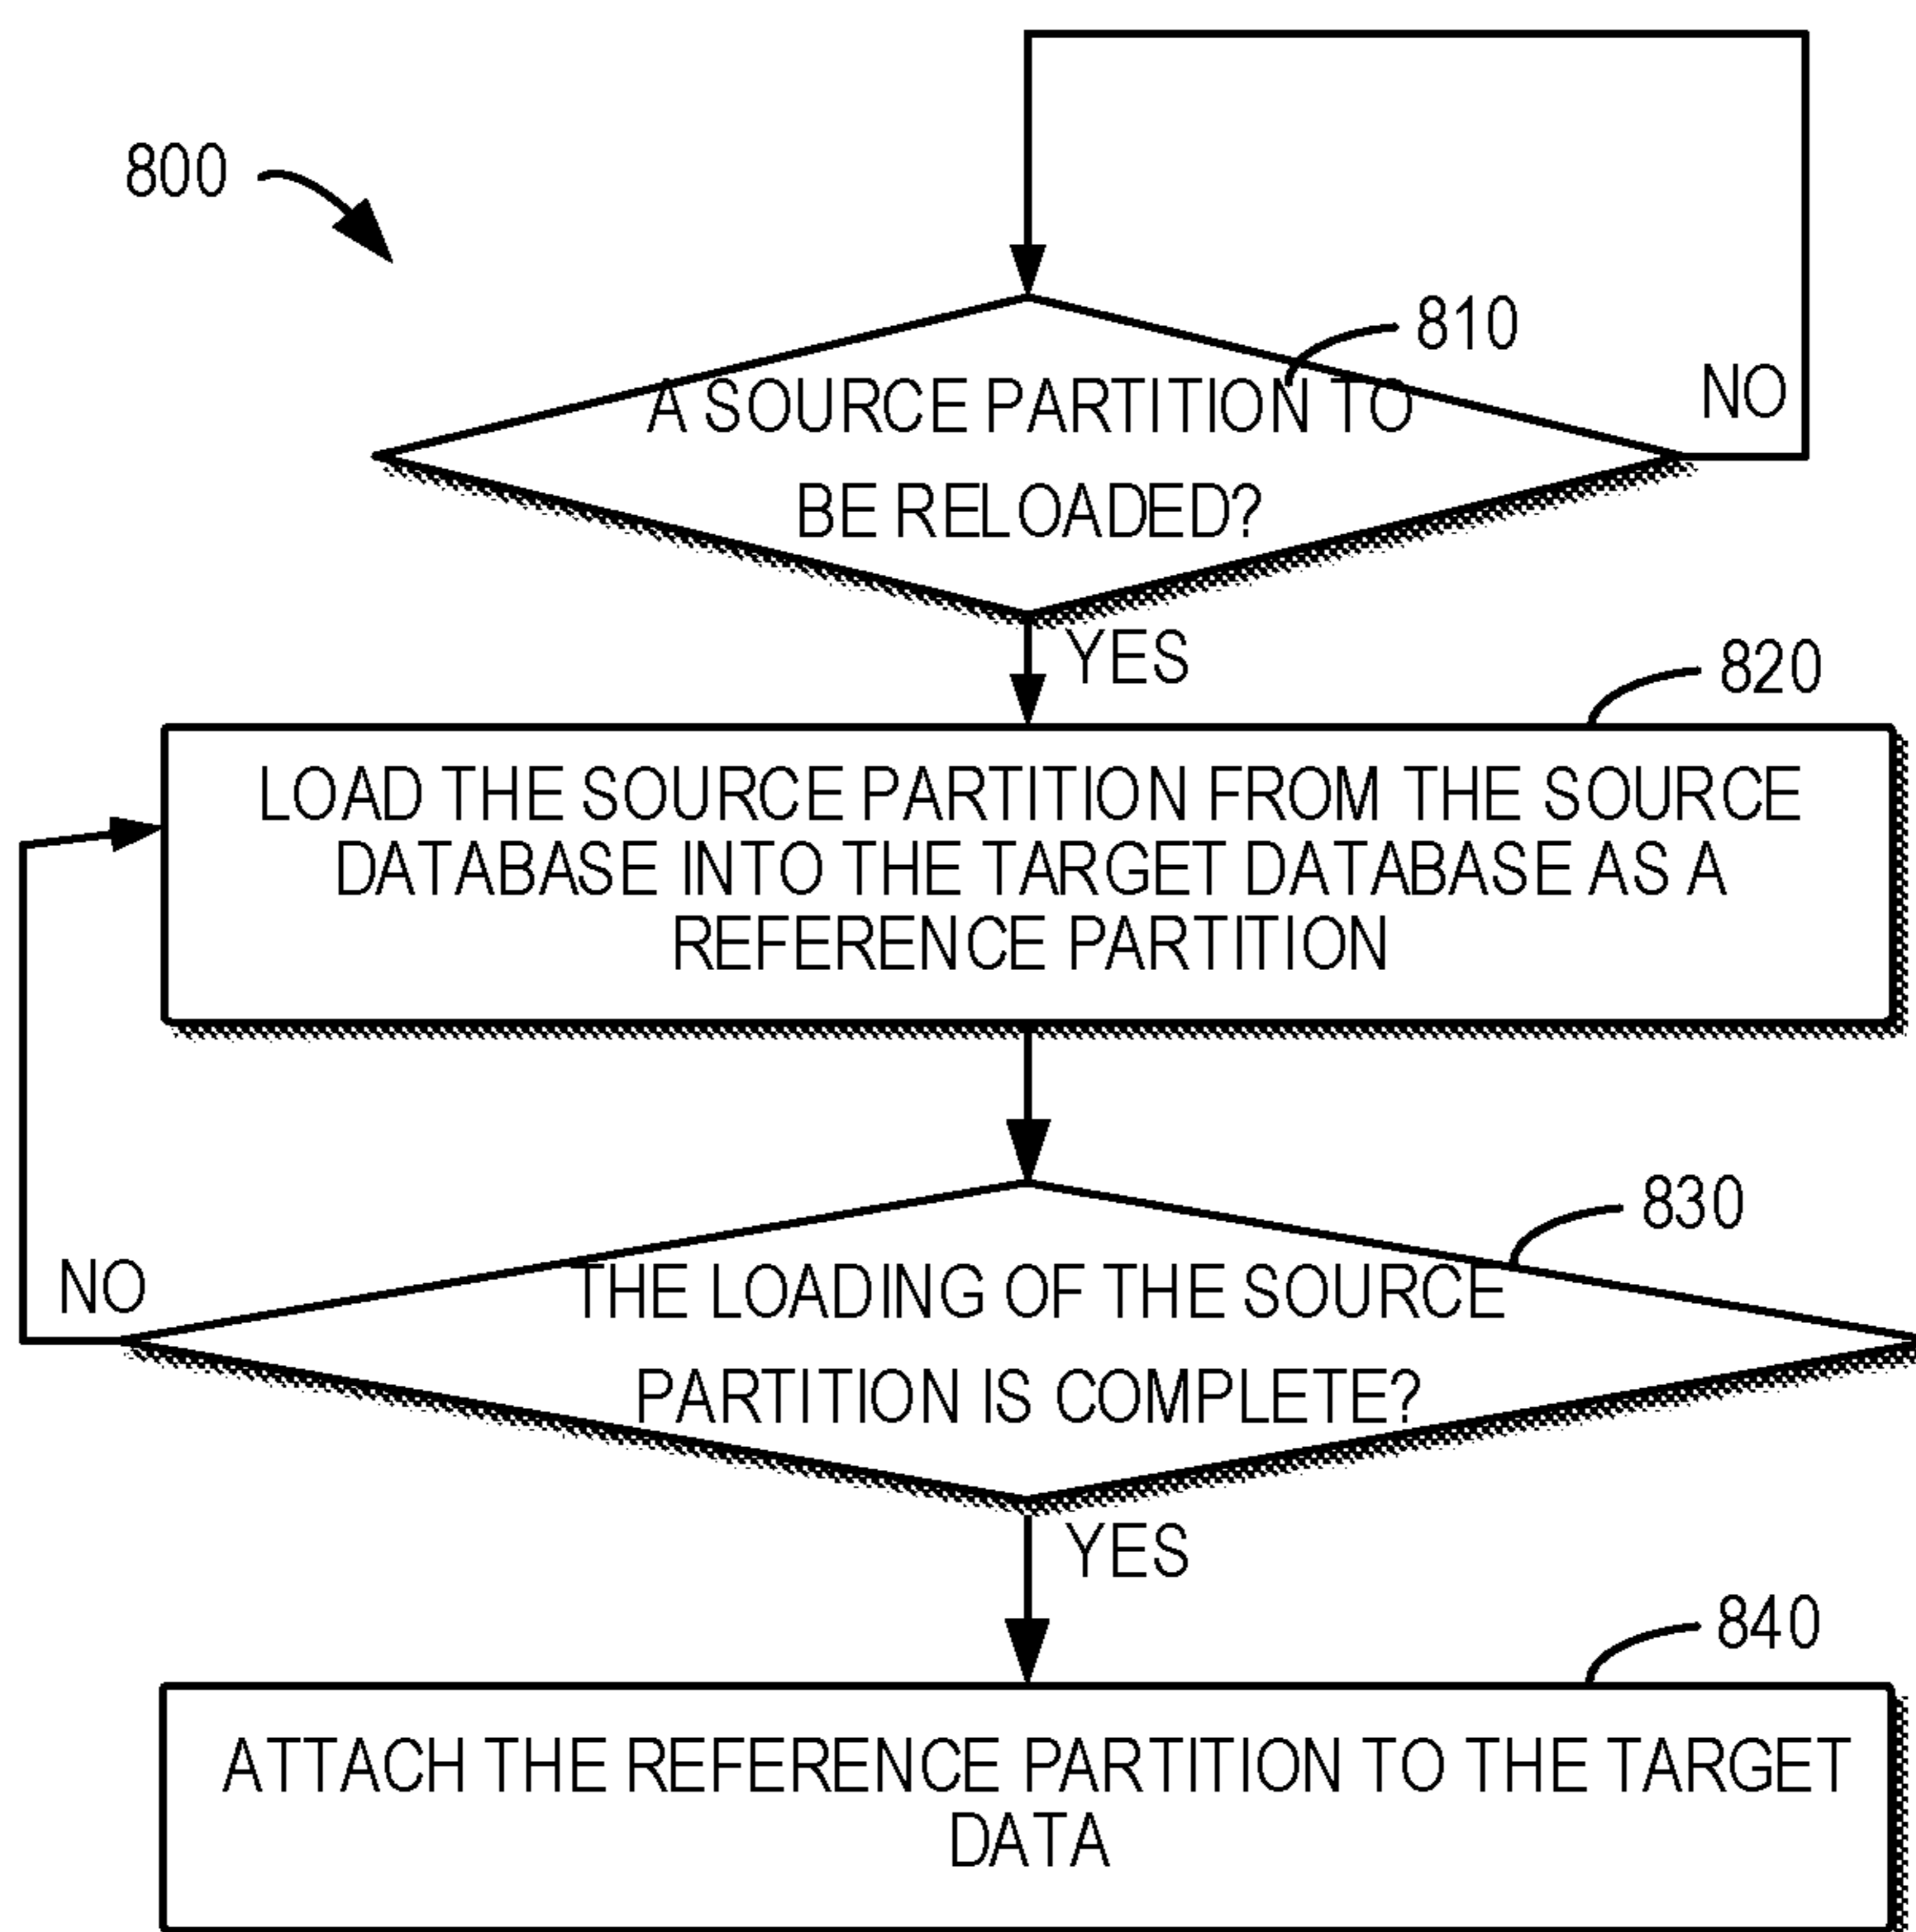 800
810
A SOURCE PARTITION TO
BE RELOADED?
NO
YES
820
LOAD THE SOURCE PARTITION FROM THE SOURCE
DATABASE INTO THE TARGET DATABASE AS A
REFERENCE PARTITION
830
THE LOADING OF THE SOURCE
PARTITION IS COMPLETE?
NO
YES
840
ATTACH THE REFERENCE PARTITION TO THE TARGET
DATA